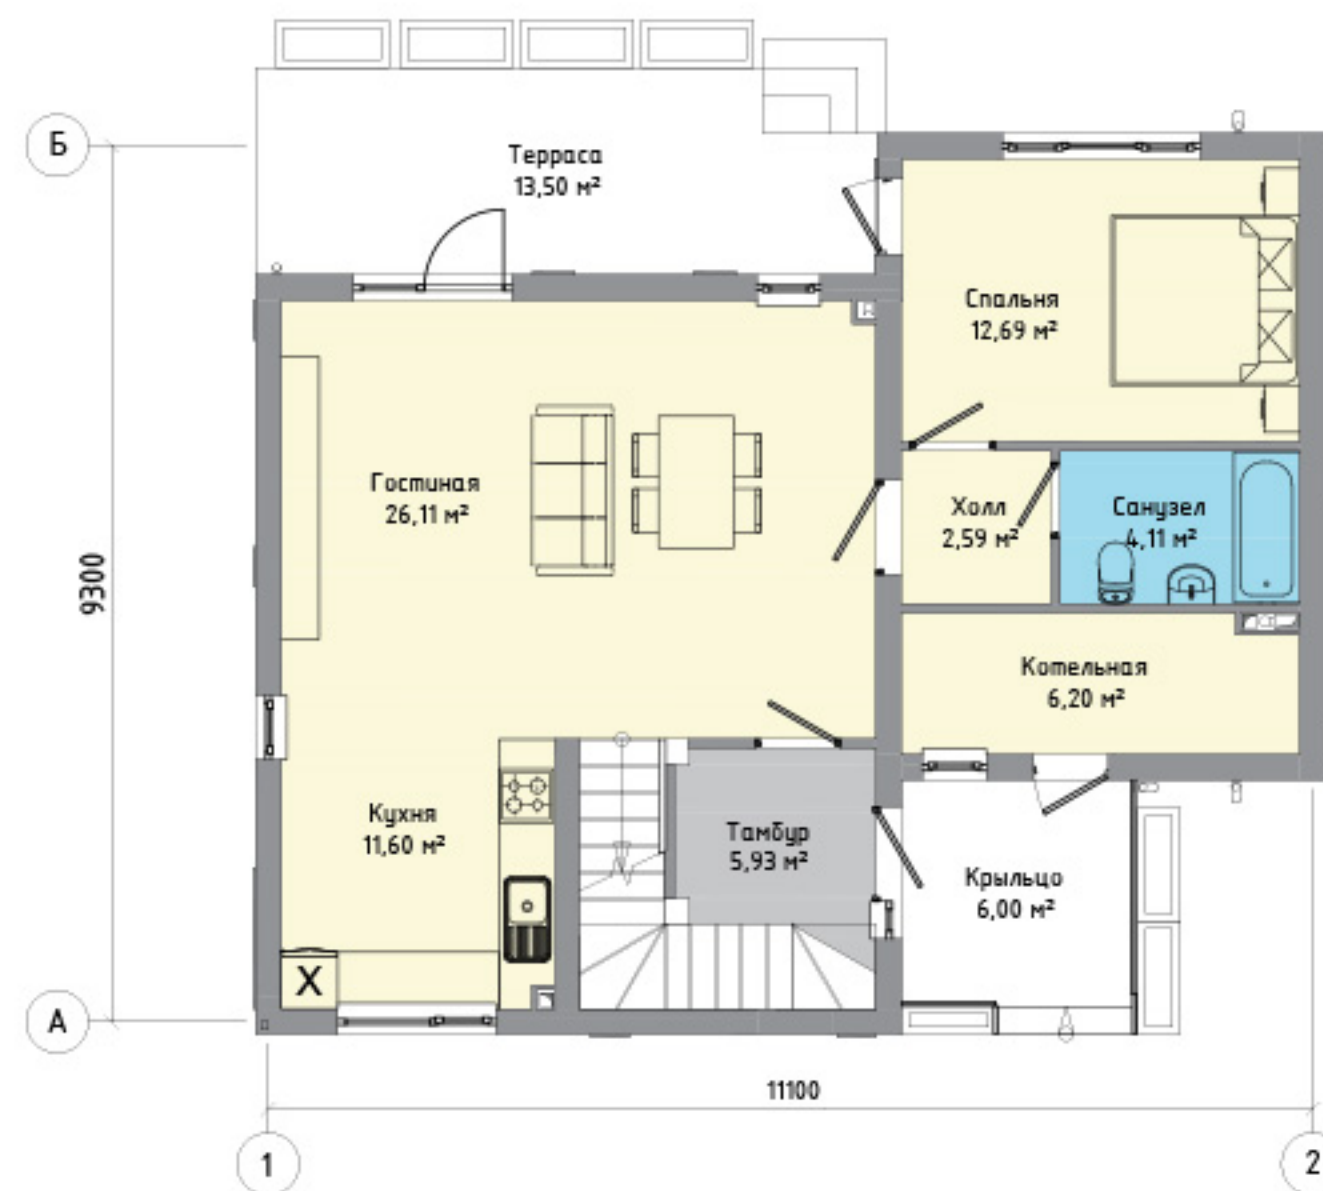 Б
Терраса
13,50 м²
Спальня
12,69 м²
Гостиная
26,11 м²
Холл
2,59 м²
Санузел
4,11 м²
9300
Котельная
6,20 м²
Кухня
11,60 м²
Тамбур
5,93 м²
Крыльцо
6,00 м²
X
А
11100
1
2